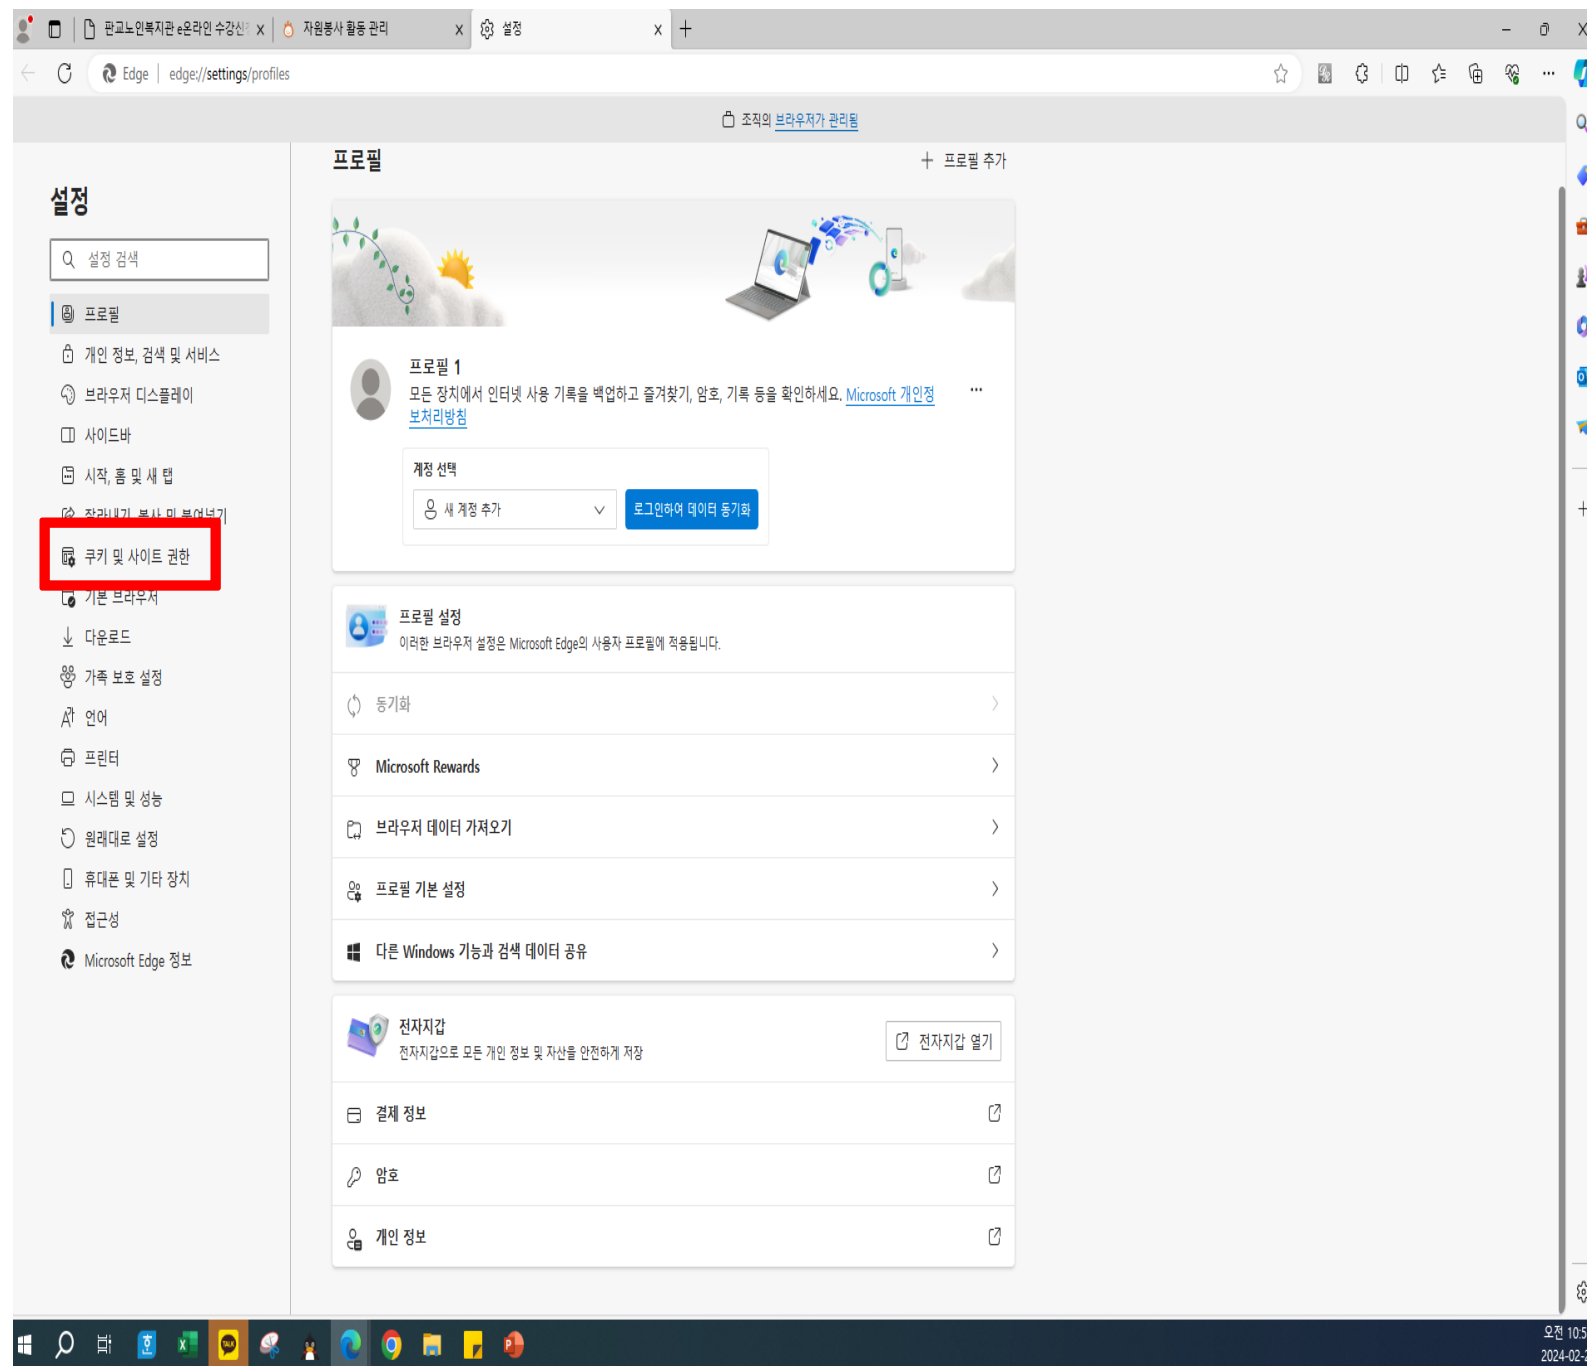 판교노인복지관 e온라인 수강신
자원봉사 활동 관리
설정
Edge
edge://settings/profiles
조직의 브라우저가 관리됨
설정
설정 검색
프로필
개인 정보, 검색 및 서비스
브라우저 디스플레이
사이드바
시작, 홈 및 새 탭
잘라내기, 복사 및 붙여넣기
쿠키 및 사이트 권한
기본 브라우저
다운로드
가족 보호 설정
언어
프린터
시스템 및 성능
원래대로 설정
휴대폰 및 기타 장치
접근성
Microsoft Edge 정보
프로필
프로필 추가
프로필 1
모든 장치에서 인터넷 사용 기록을 백업하고 즐겨찾기, 암호, 기록 등을 확인하세요. Microsoft 개인정
보처리방침
계정 선택
새 계정 추가
로그인하여 데이터 동기화
프로필 설정
이러한 브라우저 설정은 Microsoft Edge의 사용자 프로필에 적용됩니다.
동기화
Microsoft Rewards
브라우저 데이터 가져오기
프로필 기본 설정
다른 Windows 기능과 검색 데이터 공유
전자지갑
전자지갑으로 모든 개인 정보 및 자산을 안전하게 저장
전자지갑 열기
결제 정보
암호
개인 정보
TALK
오전 10:5
2024-02-2